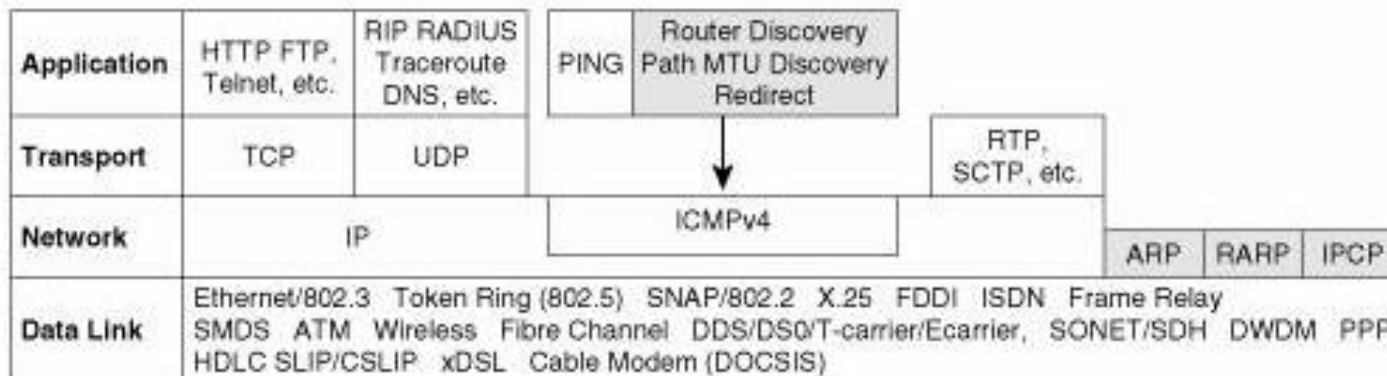 Application
HTTP FTP,
Telnet, etc.
RIP RADIUS
Traceroute
DNS, etc.
PING
Router Discovery
Path MTU Discovery
Redirect
Transport
TCP
UDP
RTP,
SCTP, etc.
Network
IP
ICMPv4
ARP
RARP
IPCP
Data Link
Ethernet/802.3 Token Ring (802.5) SNAP/802.2 X.25 FDDI ISDN Frame Relay
SMDS ATM Wireless Fibre Channel DDS/DS0/T-carrier/Ecarrier, SONET/SDH DWDM PPP
HDLC SLIP/CSLIP xDSL Cable Modem (DOCSIS)